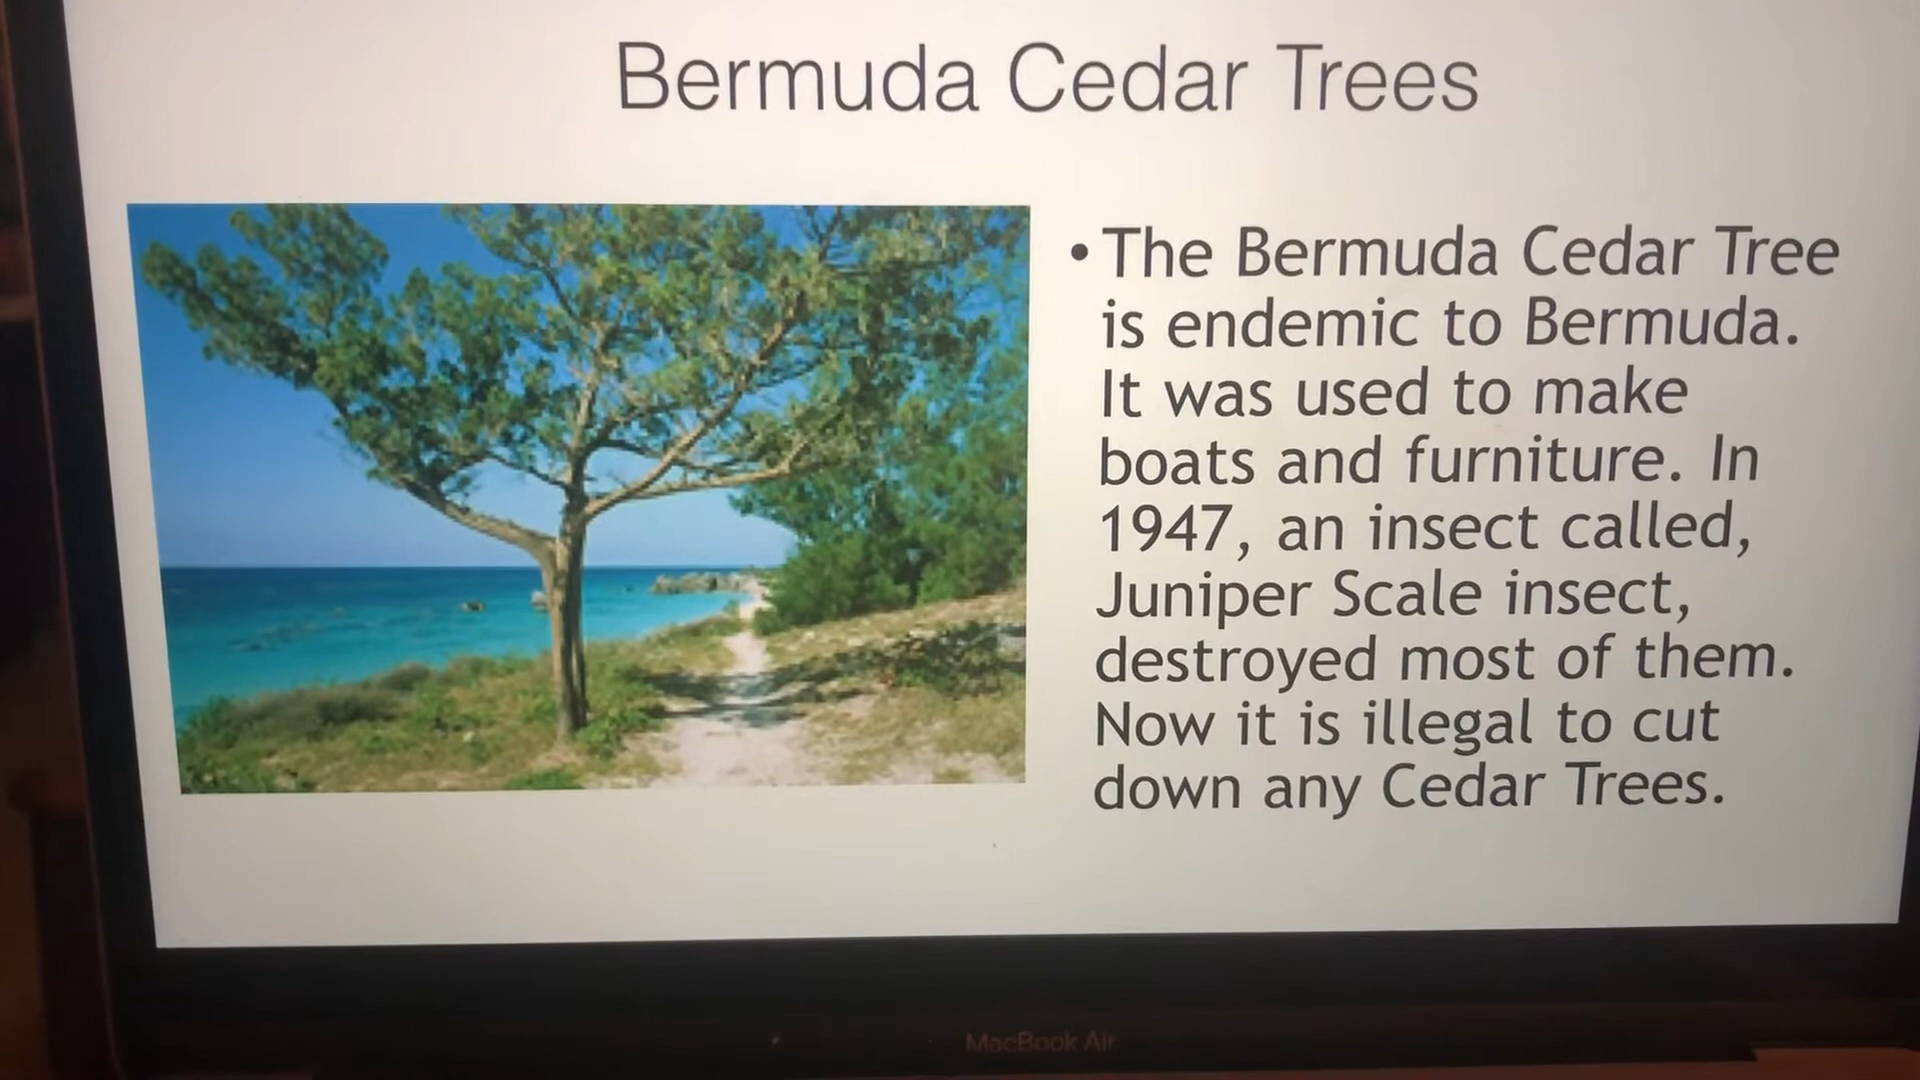 Bermuda Cedar Trees
• The Bermuda Cedar Tree
is endemic to Bermuda.
It was used to make
boats and furniture. In
1947, an insect called,
Juniper Scale insect,
destroyed most of them.
Now it is illegal to cut
down any Cedar Trees.
MacBook Air